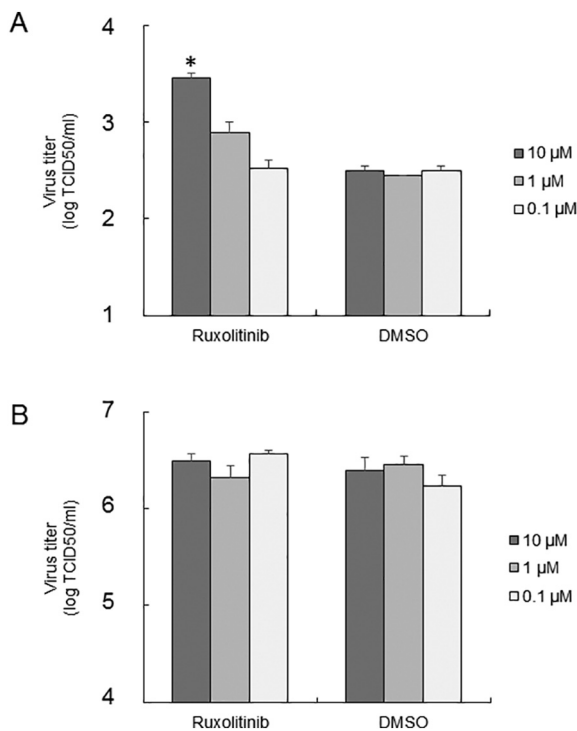 A
4
3
2
1
Virus titer
(log TCID50/ml)
*
10 µM
1 µM
0.1 µM
Ruxolitinib
DMSO
B
7
6
5
4
Virus titer
(log TCID50/ml)
10 µM
1 µM
0.1 µM
Ruxolitinib
DMSO